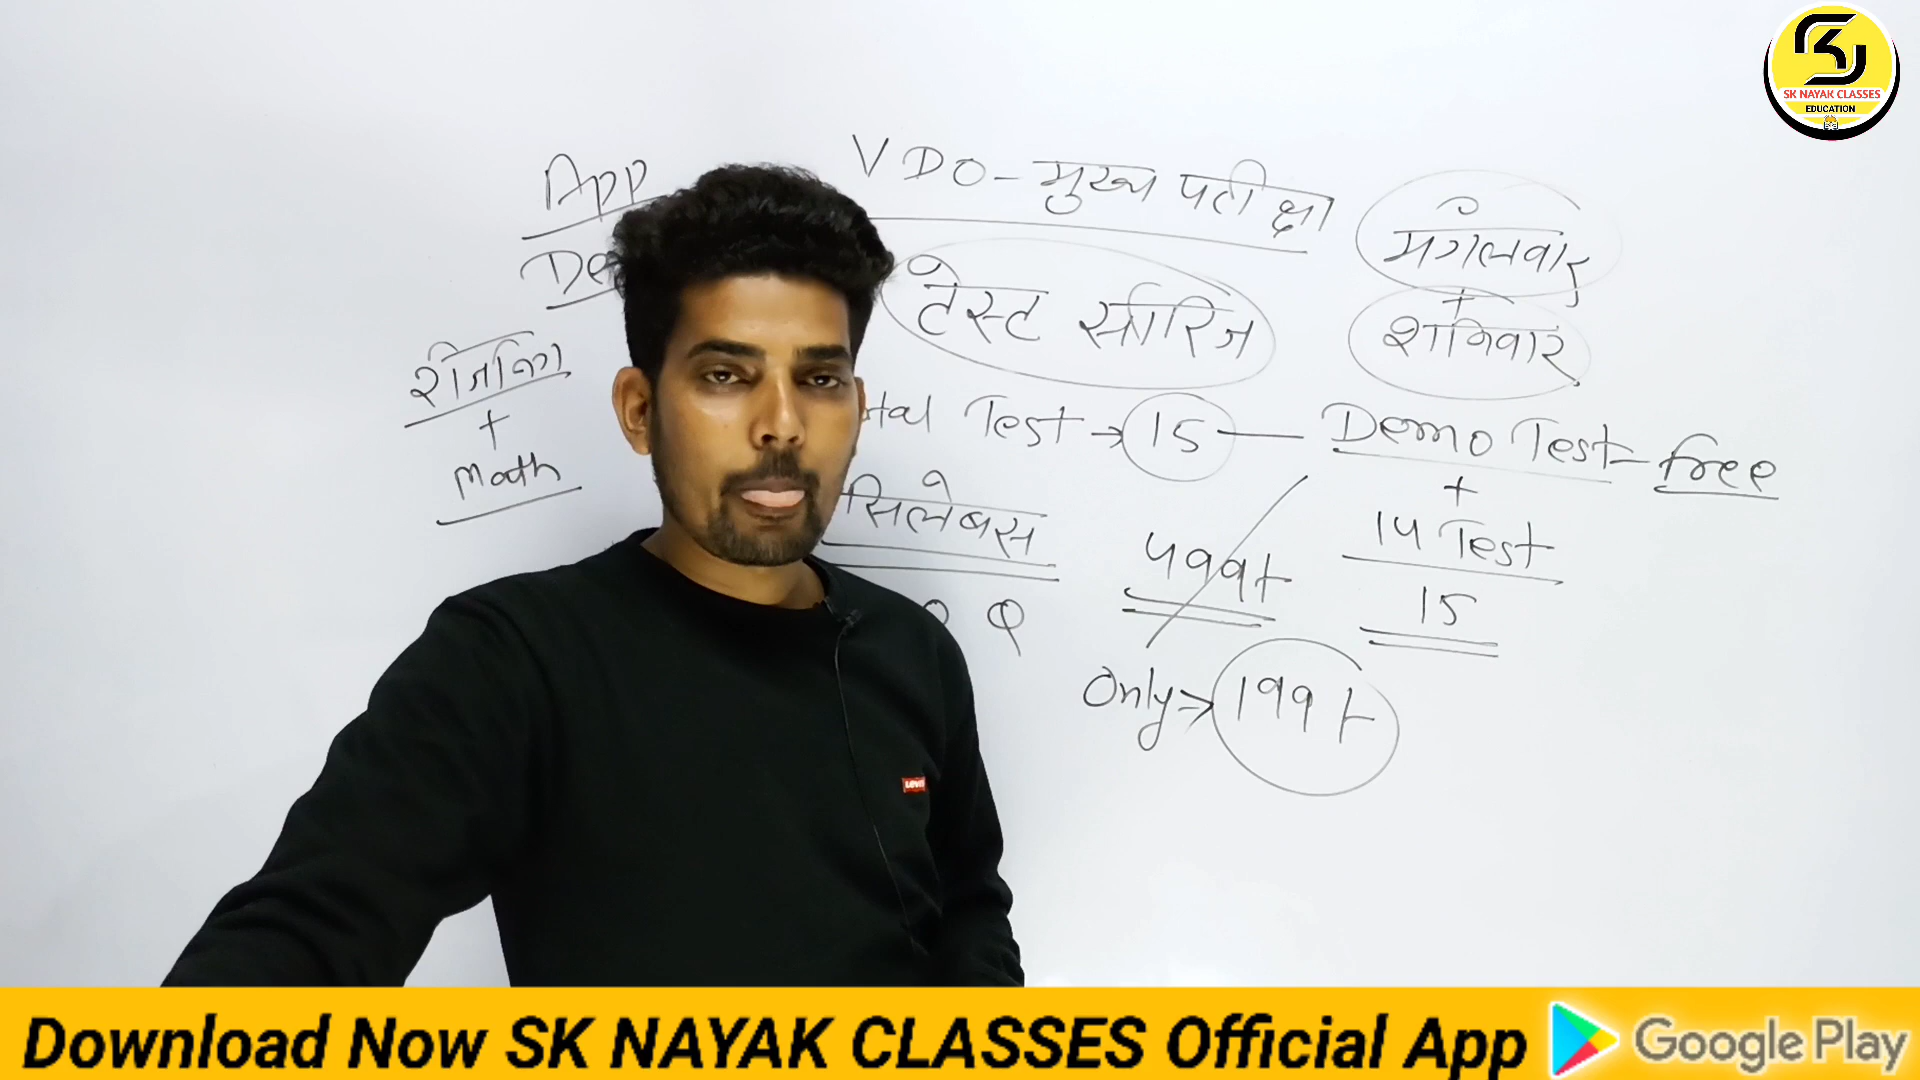 SK NAYAK CLASSES
EDUCATION
App
VDO - मुख्य परीक्षा
मंगलवार
+
शनिवार
टेस्ट सीरिज
रीजनिंग
+
Math
Test → 15 — Demo Test - free
+
14 Test
15
सिलेबस
499/-
Only → 199/-
Download Now SK NAYAK CLASSES Official App
Google Play